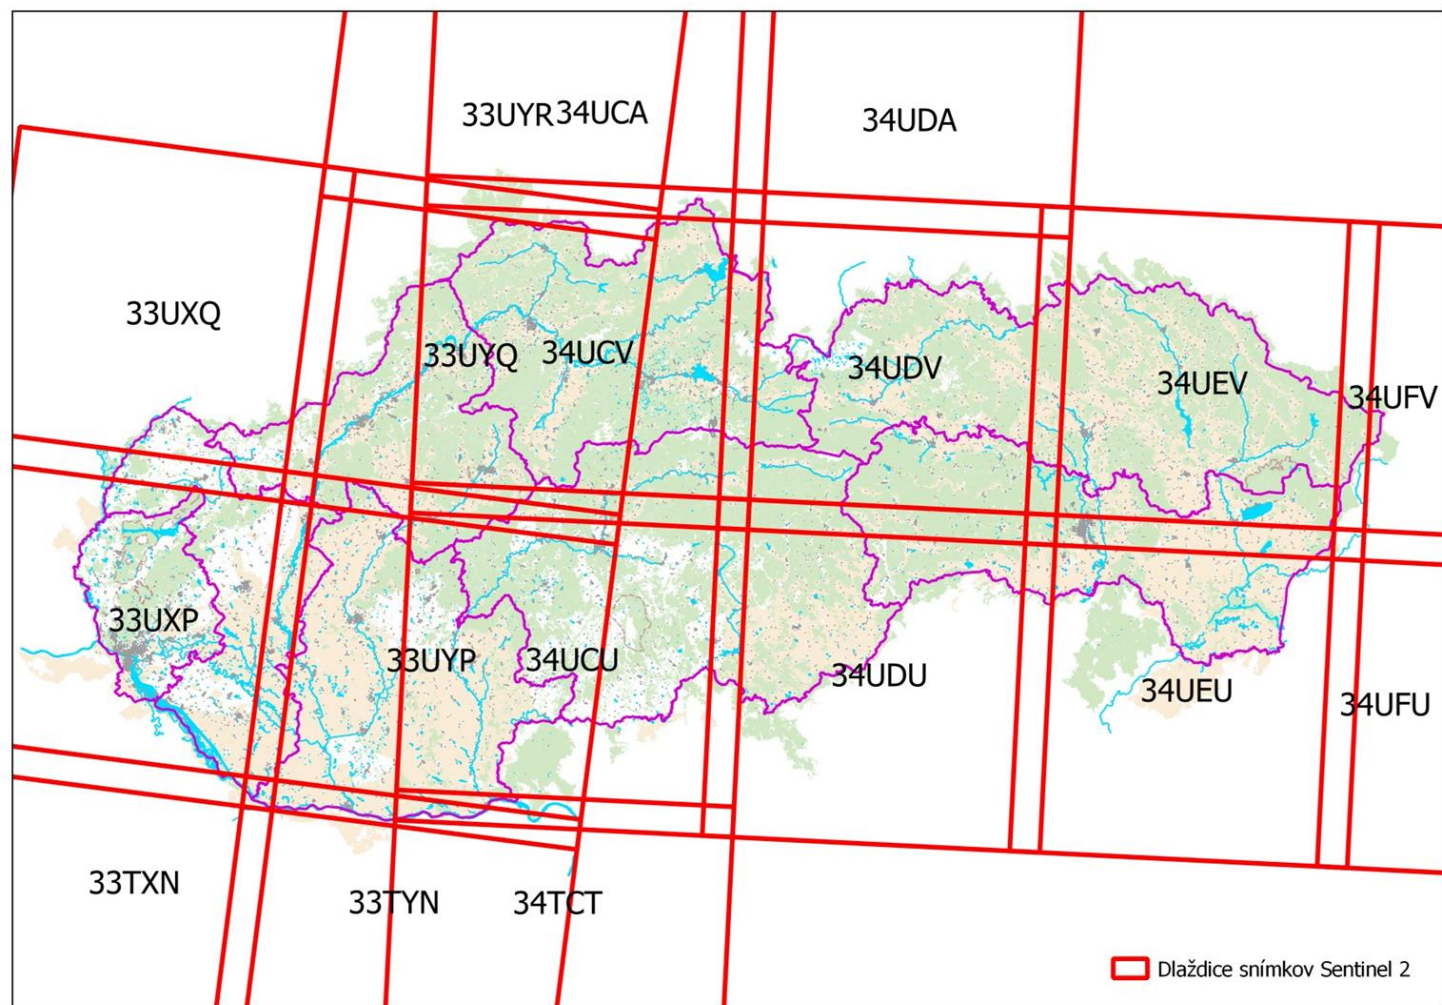 33UYR 34UCA
34UDA
33UXQ
33UYQ 34UCV
34UDV
34UEV
34UFV
33UXP
33UYP 34UCU
34UDU
34UEU
34UFU
33TXN
33TYN
34TCT
Dlaždice snímkov Sentinel 2